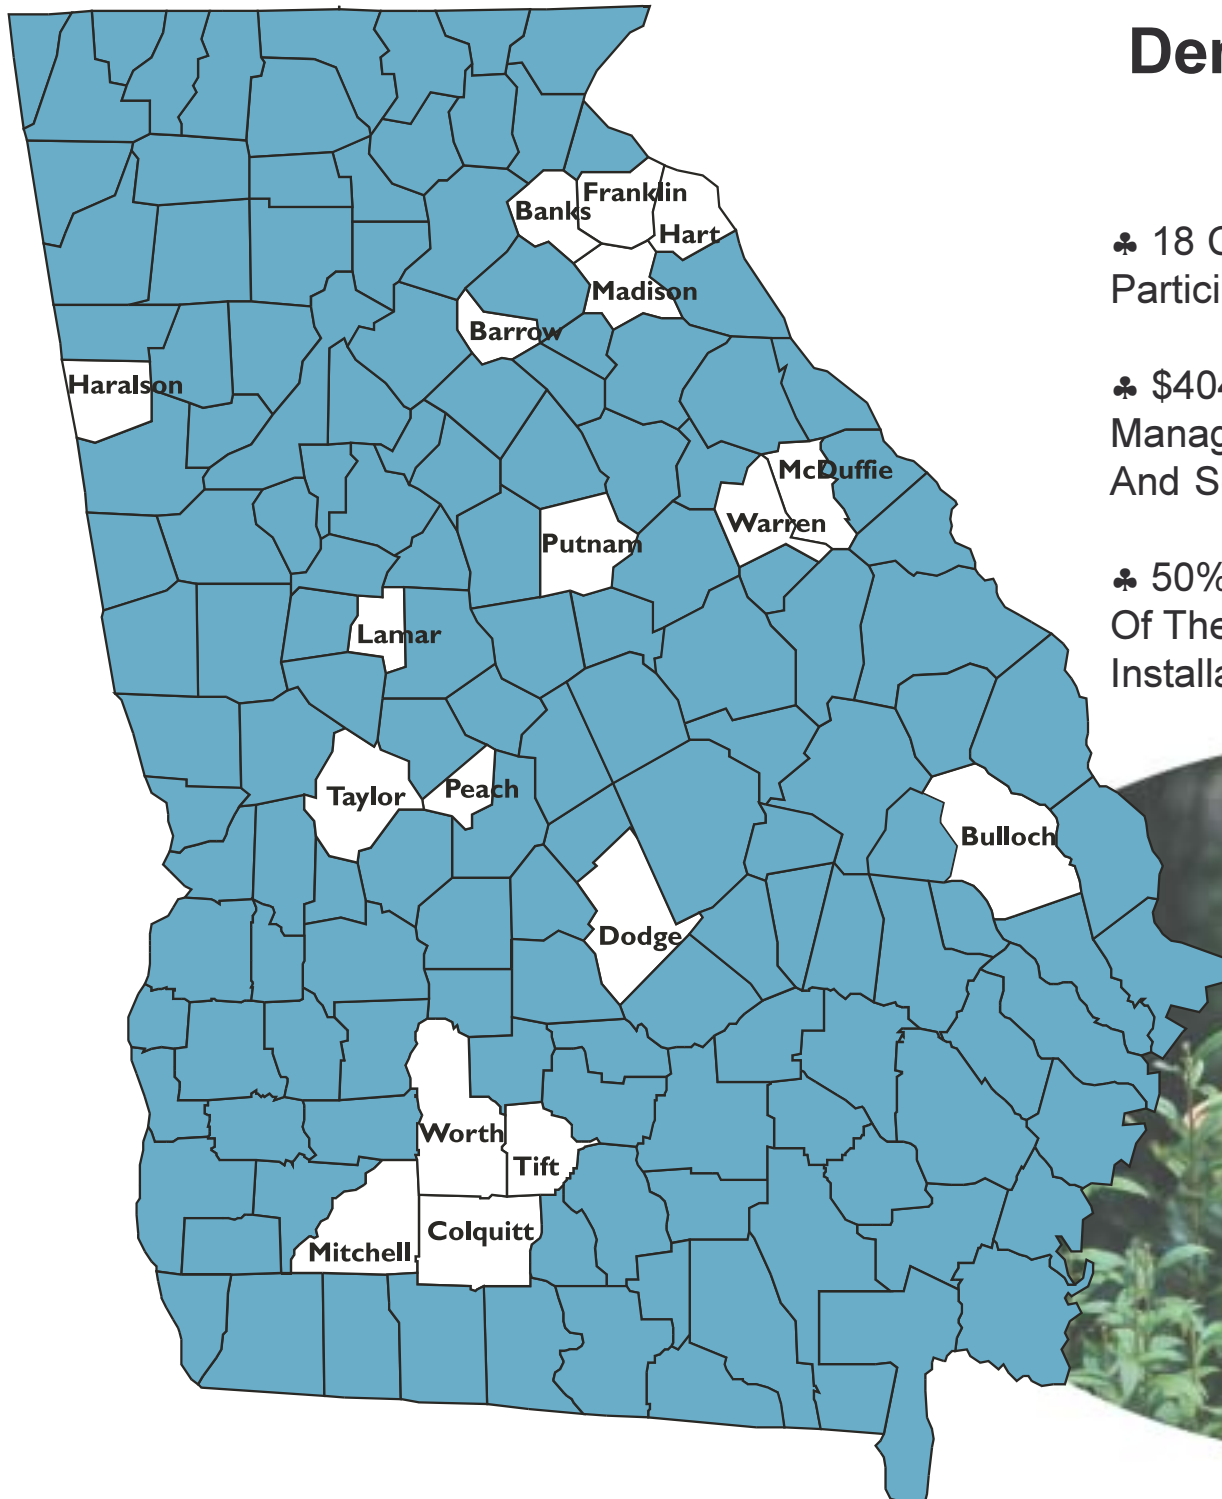 Der
♣ 18 C
Partici
♣ $404
Manag
And S
♣ 50%
Of The
Installa
Franklin
Banks
Hart
Madison
Barrow
Haralson
McDuffie
Warren
Putnam
Lamar
Taylor
Peach
Bulloch
Dodge
Worth
Tift
Colquitt
Mitchell